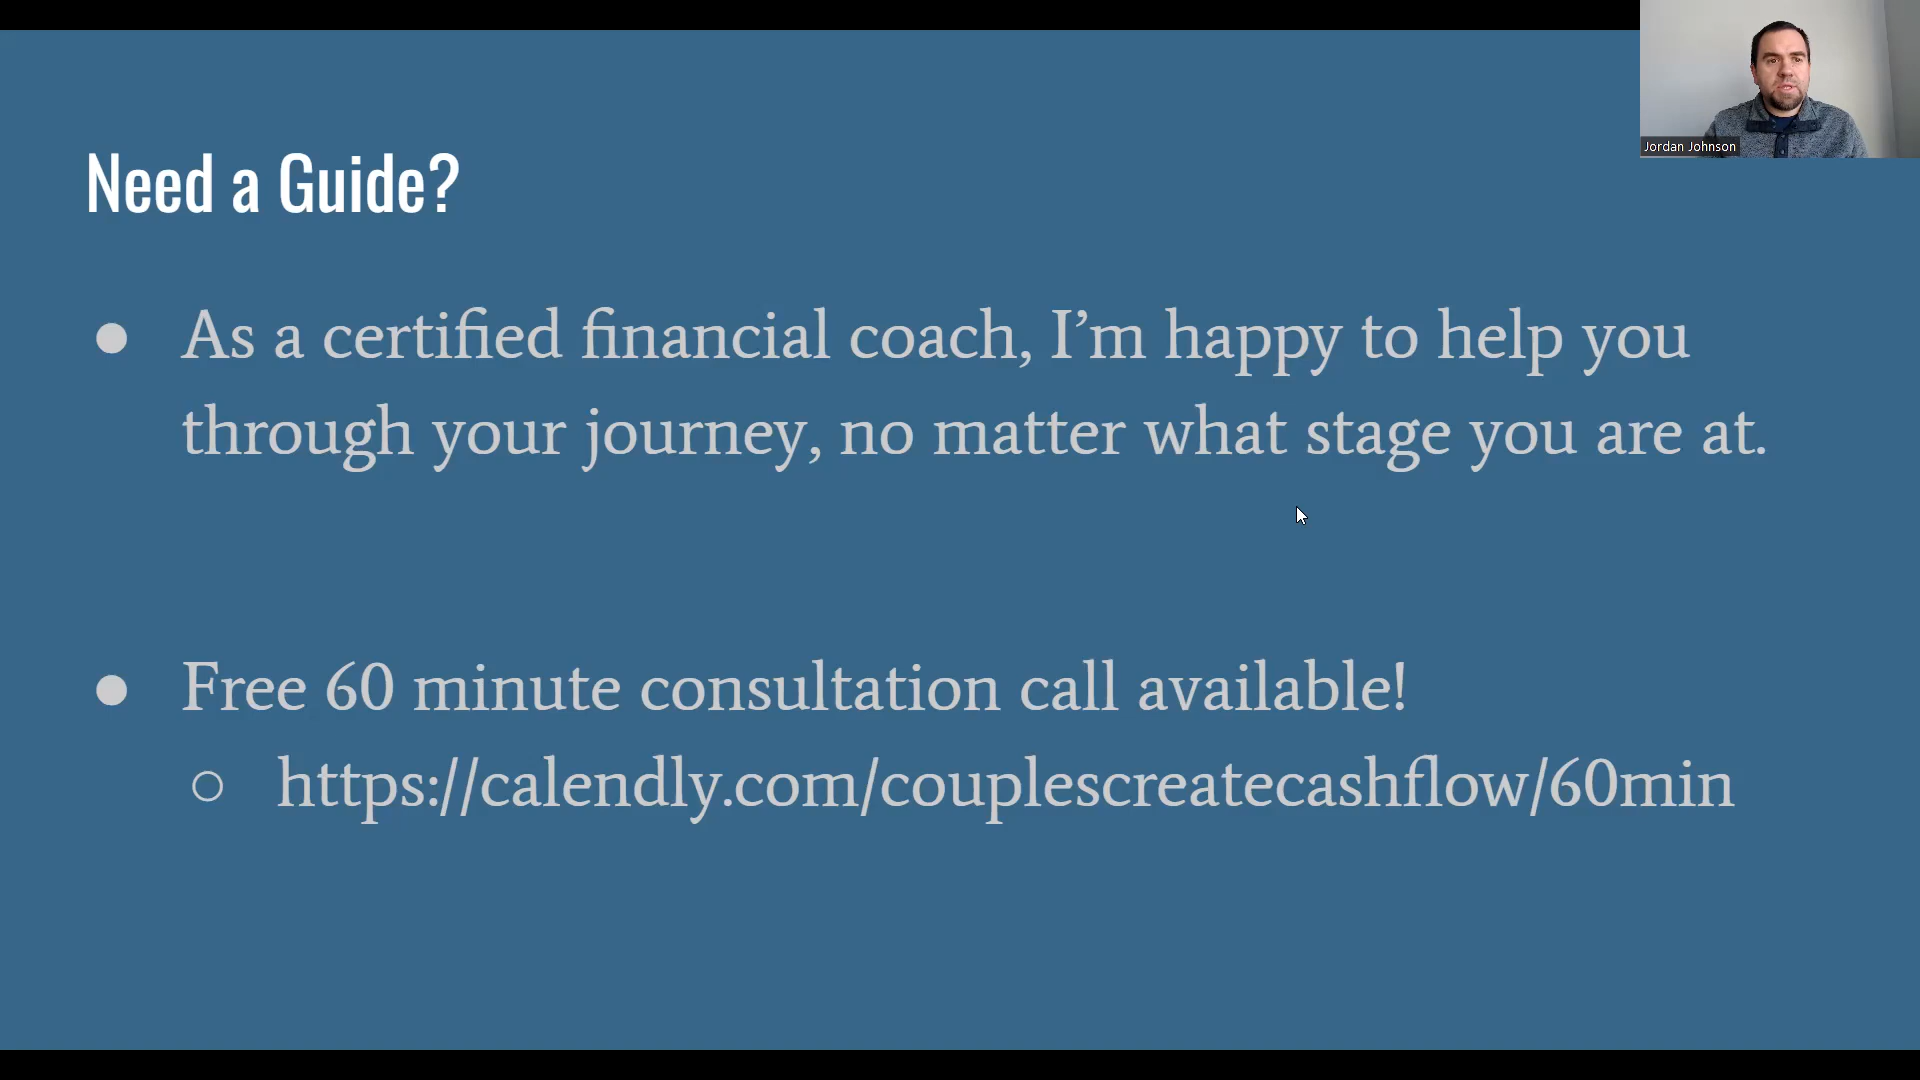 Jordan Johnson
Need a Guide?
● As a certified financial coach, I’m happy to help you
through your journey, no matter what stage you are at.
● Free 60 minute consultation call available!
○ https://calendly.com/couplescreatecashflow/60min